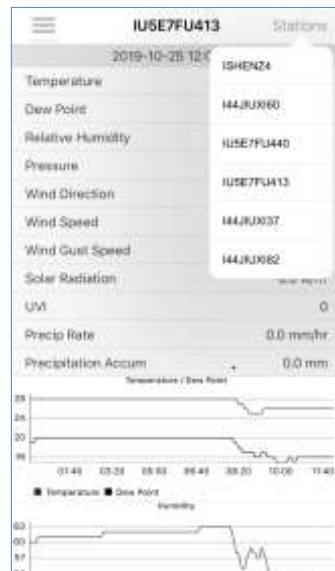 IU5E7FU413 Stations
2019-10-25 12:0
Temperature
Dew Point
Relative Humidity
Pressure
Wind Direction
Wind Speed
Wind Gust Speed
Solar Radiation
UVI 0
Precip Rate 0.0 mm/hr
Precipitation Accum 0.0 mm
ISHENZ4
I44JIUXI60
IU5E7FU440
IU5E7FU413
I44JIUXI37
I44JIUXI82
Temperature / Dew Point
28
24
20
16
01:40 03:20 05:00 06:40 08:20 10:00 11:40
Temperature Dew Point
Humidity
63
60
57